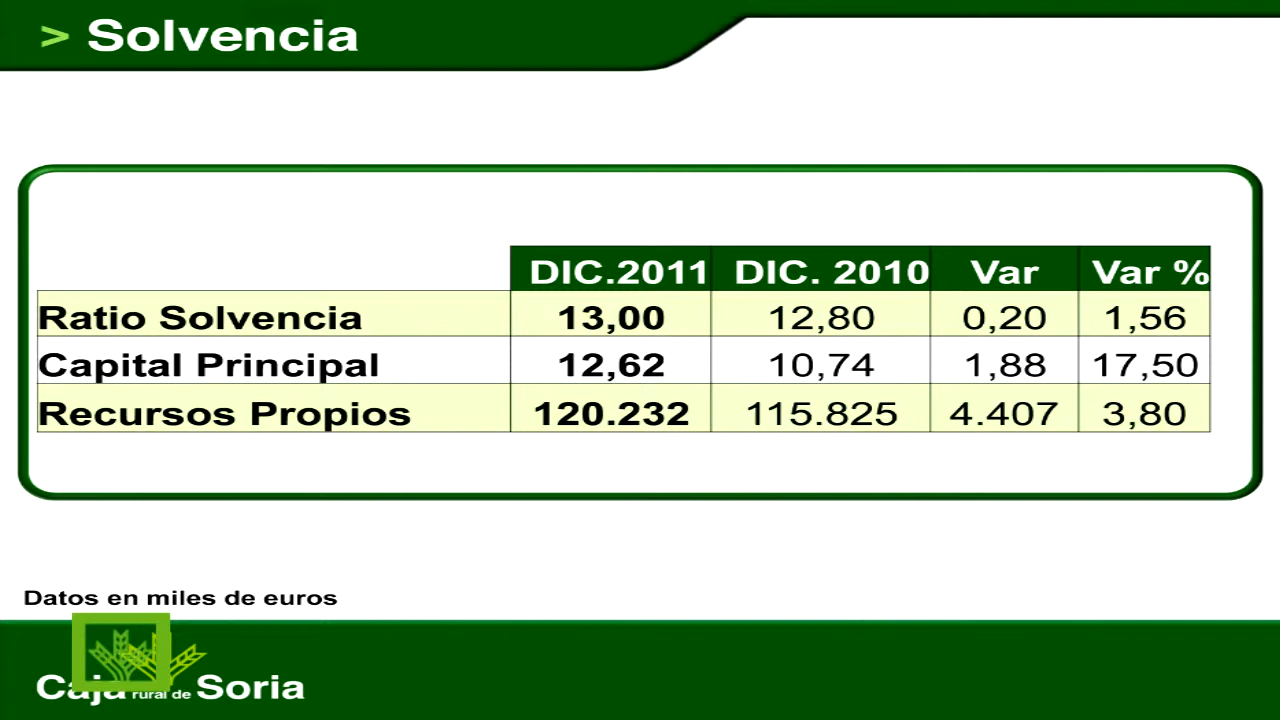 > Solvencia
DIC.2011 DIC. 2010 Var Var %
Ratio Solvencia 13,00 12,80 0,20 1,56
Capital Principal 12,62 10,74 1,88 17,50
Recursos Propios 120.232 115.825 4.407 3,80
Datos en miles de euros
Caja rural de Soria